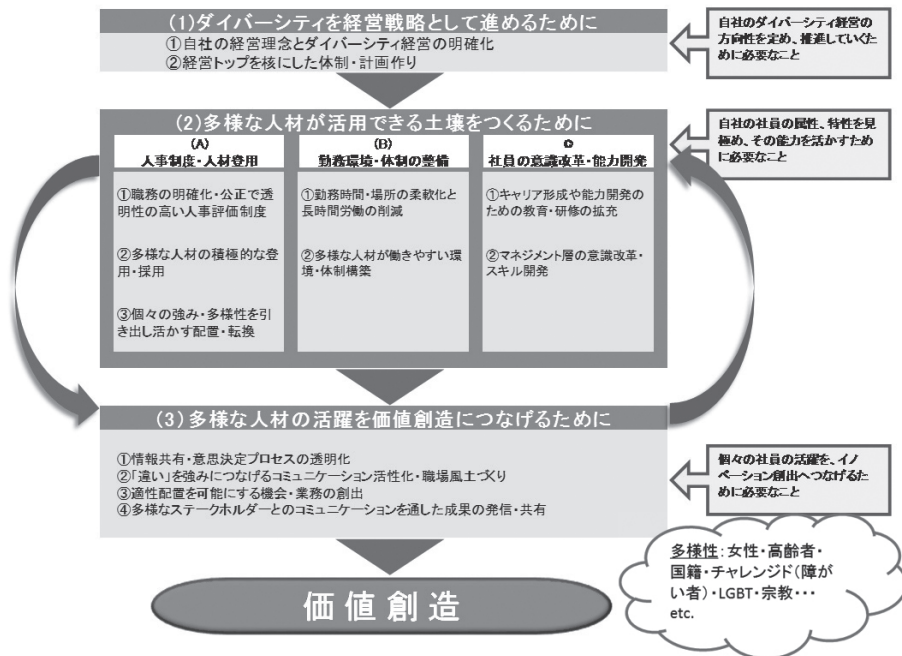 (1)ダイバーシティを経営戦略として進めるために
①自社の経営理念とダイバーシティ経営の明確化
②経営トップを核にした体制・計画作り
自社のダイバーシティ経営の
方向性を定め、推進していくた
めに必要なこと
(2)多様な人材が活用できる土壌をつくるために
(A)
人事制度・人材登用
①職務の明確化・公正で透
明性の高い人事評価制度
②多様な人材の積極的な登
用・採用
③個々の強み・多様性を引
き出し活かす配置・転換
(B)
勤務環境・体制の整備
①勤務時間・場所の柔軟化と
長時間労働の削減
②多様な人材が働きやすい環
境・体制構築
社員の意識改革・能力開発
①キャリア形成や能力開発の
ための教育・研修の拡充
②マネジメント層の意識改革・
スキル開発
自社の社員の属性、特性を見
極め、その能力を活かすため
に必要なこと
(3)多様な人材の活躍を価値創造につなげるために
①情報共有・意思決定プロセスの透明化
②「違い」を強みにつなげるコミュニケーション活性化・職場風土づくり
③適性配置を可能にする機会・業務の創出
④多様なステークホルダーとのコミュニケーションを通した成果の発信・共有
個々の社員の活躍を、イノ
ベーション創出へつなげるた
めに必要なこと
価値創造
多様性:女性・高齢者・
国籍・チャレンジド(障が
い者)・LGBT・宗教・・・
etc.